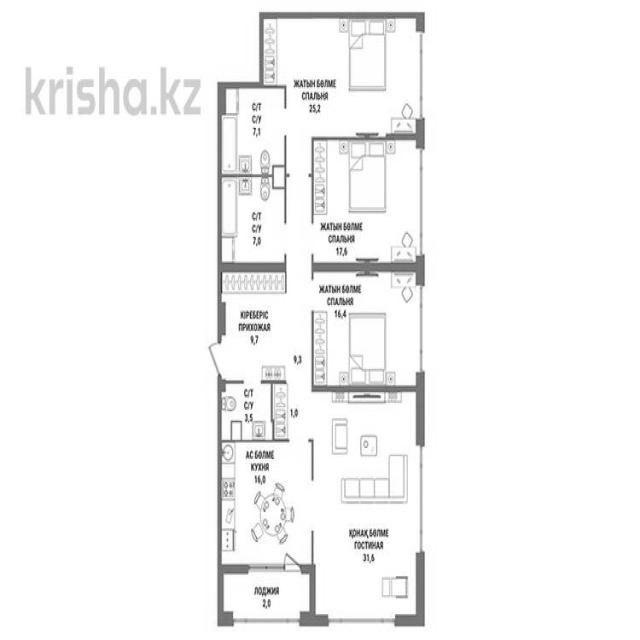 krisha.kz
ЖАТЫН БӨЛМЕ
СПАЛЬНЯ
25,2
С/Т
С/У
7,1
С/Т
С/У
7,0
ЖАТЫН БӨЛМЕ
СПАЛЬНЯ
17,6
ЖАТЫН БӨЛМЕ
СПАЛЬНЯ
16,4
КІРЕБЕРІС
ПРИХОЖАЯ
9,7
9,3
С/Т
С/У
3,5
1,0
АС БӨЛМЕ
КУХНЯ
16,0
ҚОНАҚ БӨЛМЕ
ГОСТИНАЯ
31,6
ЛОДЖИЯ
2,0